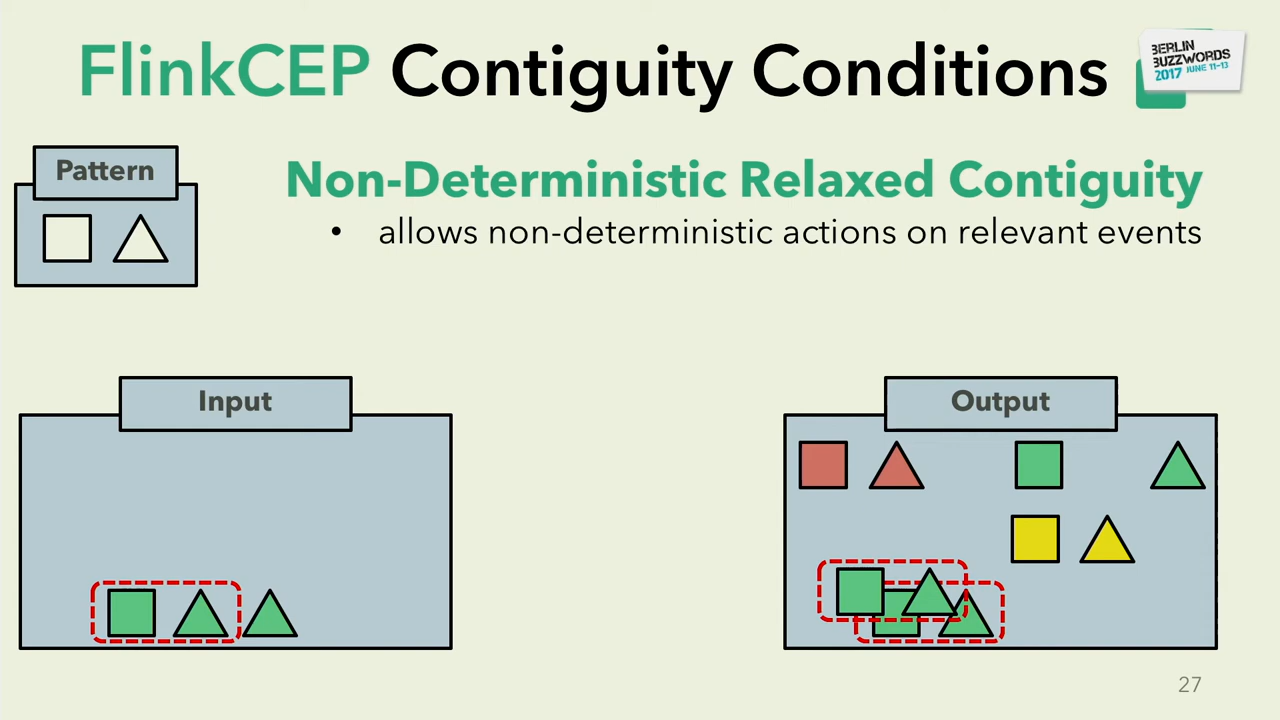 FlinkCEP Contiguity Conditions
BERLIN
BUZZWORDS
2017 JUNE 11-13
Pattern
Non-Deterministic Relaxed Contiguity
• allows non-deterministic actions on relevant events
Input
Output
27